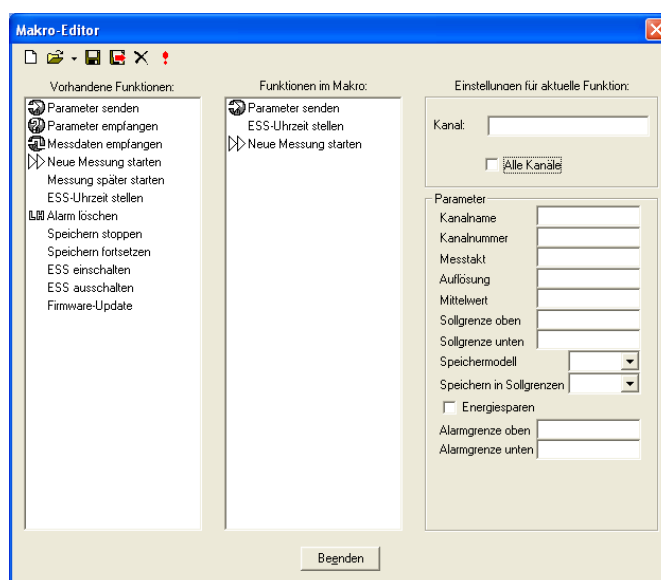 Makro-Editor
Vorhandene Funktionen:
Parameter senden
Parameter empfangen
Messdaten empfangen
Neue Messung starten
Messung später starten
ESS-Uhrzeit stellen
Alarm löschen
Speichern stoppen
Speichern fortsetzen
ESS einschalten
ESS ausschalten
Firmware-Update
Funktionen im Makro:
Parameter senden
ESS-Uhrzeit stellen
Neue Messung starten
Einstellungen für aktuelle Funktion:
Kanal:
Alle Kanäle
Parameter
Kanalname
Kanalnummer
Messtakt
Auflösung
Mittelwert
Sollgrenze oben
Sollgrenze unten
Speichermodell
Speichern in Sollgrenzen
Energiesparen
Alarmgrenze oben
Alarmgrenze unten
Beenden